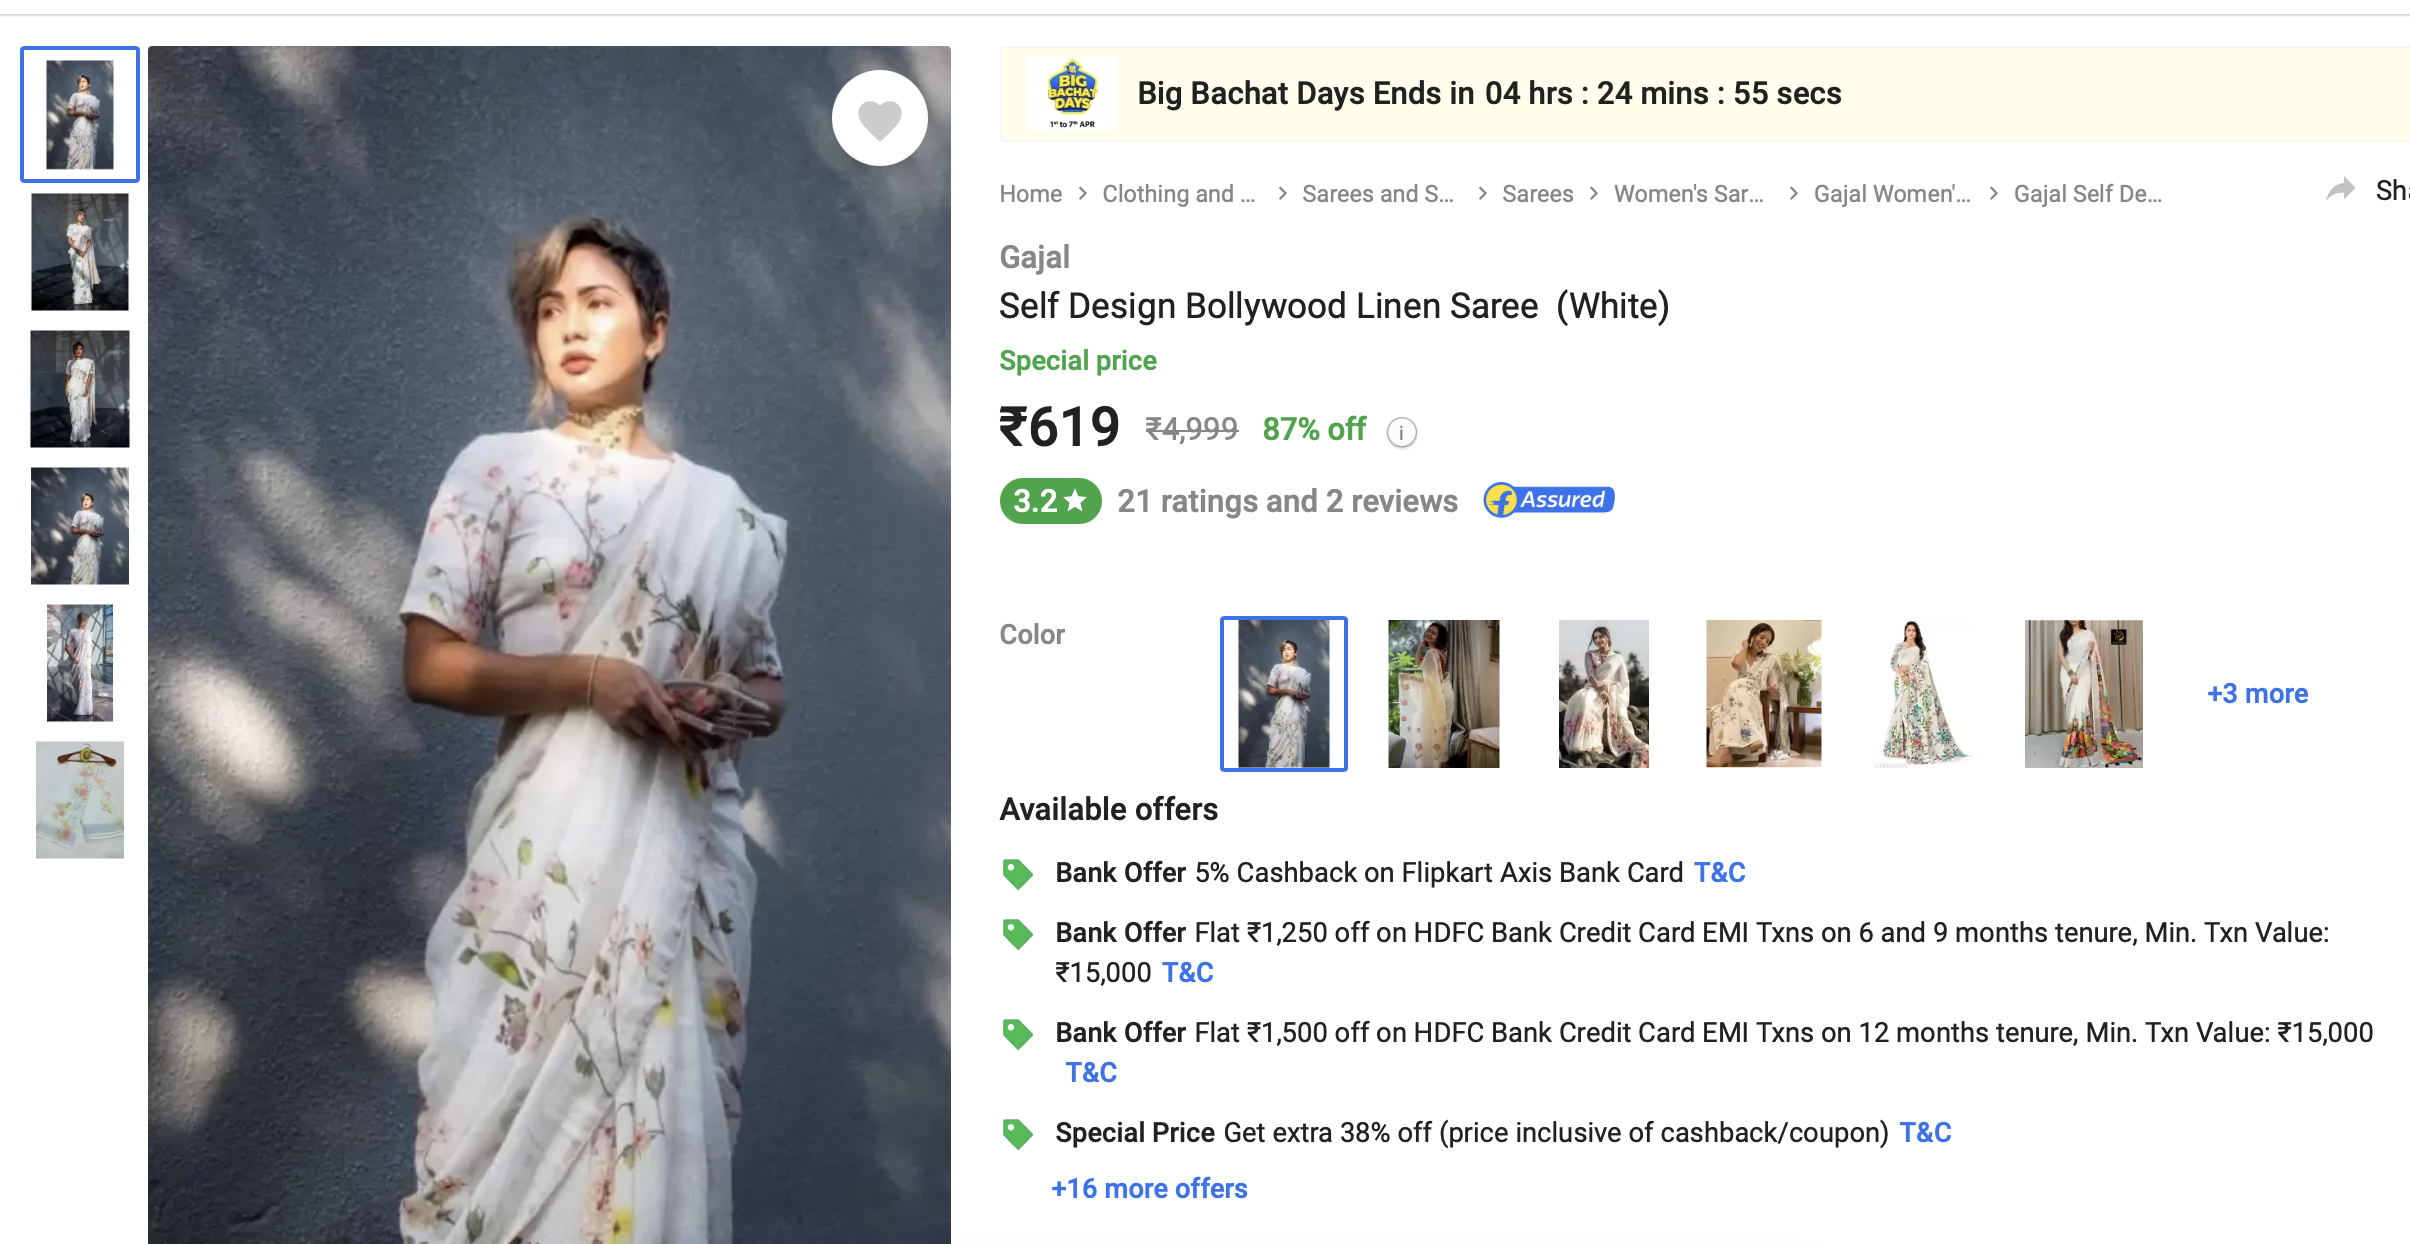 BIG
BACHAT
DAYS
1st to 7th APR
Big Bachat Days Ends in 04 hrs : 24 mins : 55 secs
Home > Clothing and ... > Sarees and S... > Sarees > Women's Sar... > Gajal Women'... > Gajal Self De...
Sha
Gajal
Self Design Bollywood Linen Saree (White)
Special price
₹619 ₹4,999 87% off i
3.2★ 21 ratings and 2 reviews f Assured
Color
+3 more
Available offers
Bank Offer 5% Cashback on Flipkart Axis Bank Card T&C
Bank Offer Flat ₹1,250 off on HDFC Bank Credit Card EMI Txns on 6 and 9 months tenure, Min. Txn Value:
₹15,000 T&C
Bank Offer Flat ₹1,500 off on HDFC Bank Credit Card EMI Txns on 12 months tenure, Min. Txn Value: ₹15,000
T&C
Special Price Get extra 38% off (price inclusive of cashback/coupon) T&C
+16 more offers